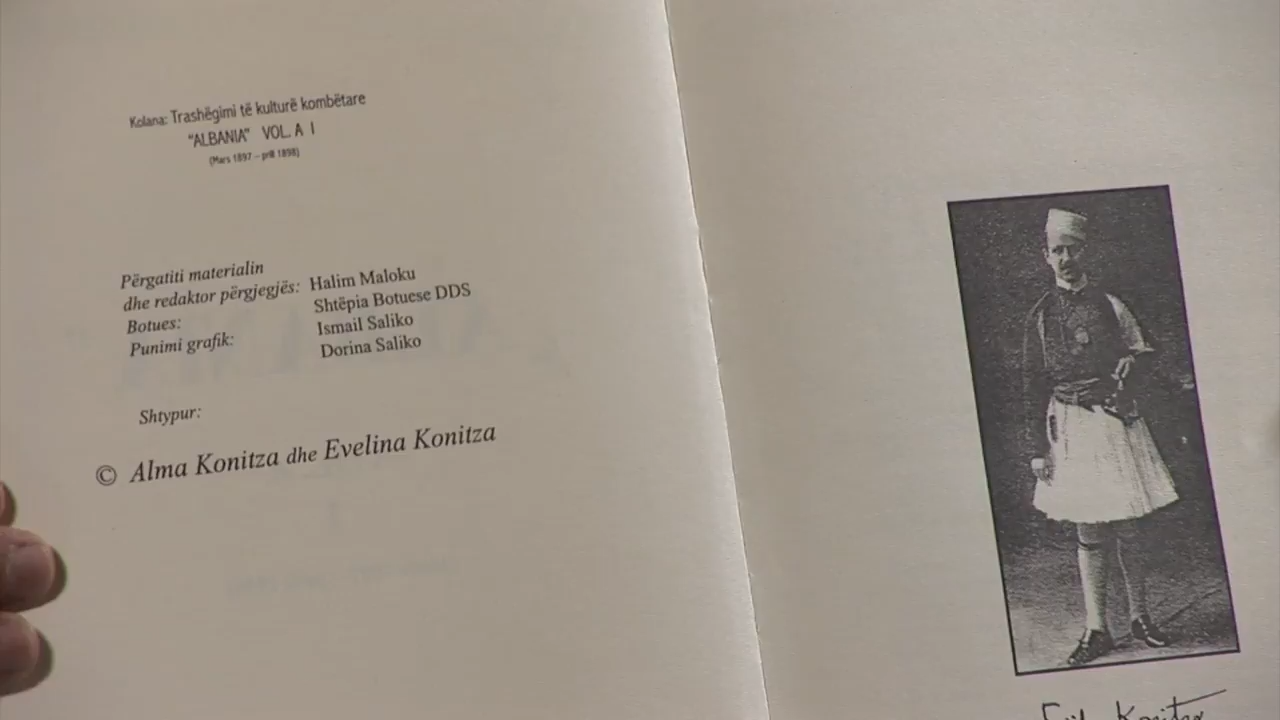 Kolana: Trashëgimi të kulturë kombëtare
"ALBANIA" VOL. A I
(Mars 1897 – prill 1898)
Përgatiti materialin
dhe redaktor përgjegjës: Halim Maloku
Botues: Shtëpia Botuese DDS
Punimi grafik: Ismail Saliko
Dorina Saliko
Shtypur:
© Alma Konitza dhe Evelina Konitza